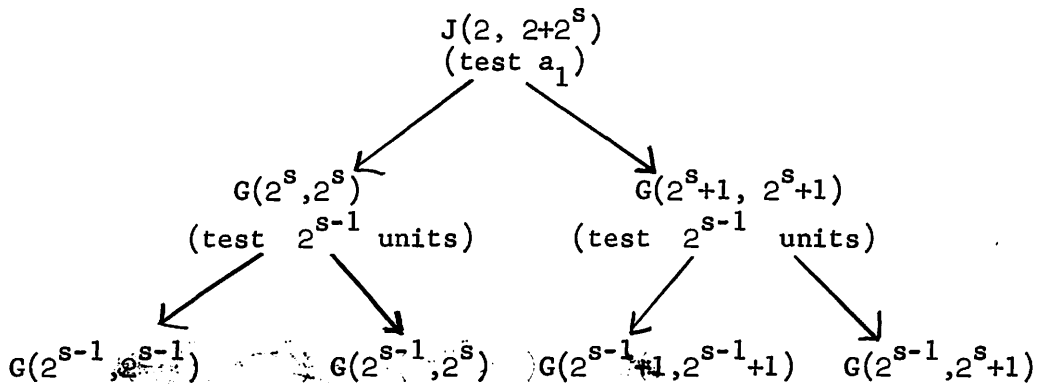 J(2, 2+2^s)
(test a_1)
G(2^s,2^s) G(2^s+1, 2^s+1)
(test 2^{s-1} units) (test 2^{s-1} units)
G(2^{s-1},2^{s-1}) G(2^{s-1},2^s) G(2^{s-1}+1,2^{s-1}+1) G(2^{s-1},2^s+1)